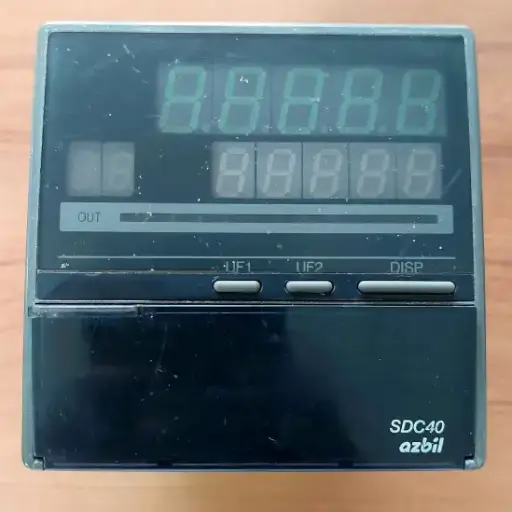 OUT
UF1 UF2 DISP
SDC40
azbil